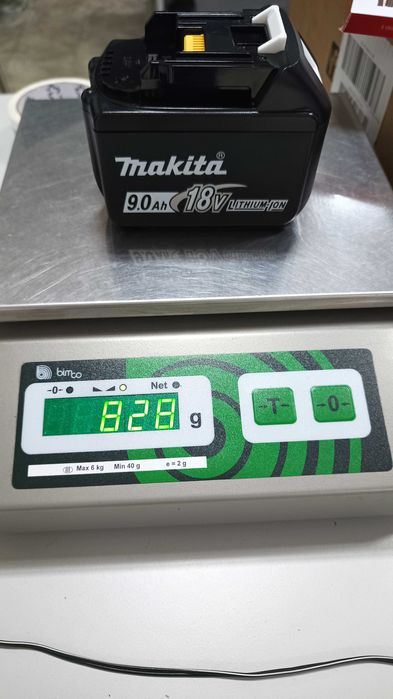 makita®
9.0Ah 18V LITHIUM-ION
bimco
-0- Net
828 g
-T- -0-
Max 6 kg Min 40 g e = 2 g